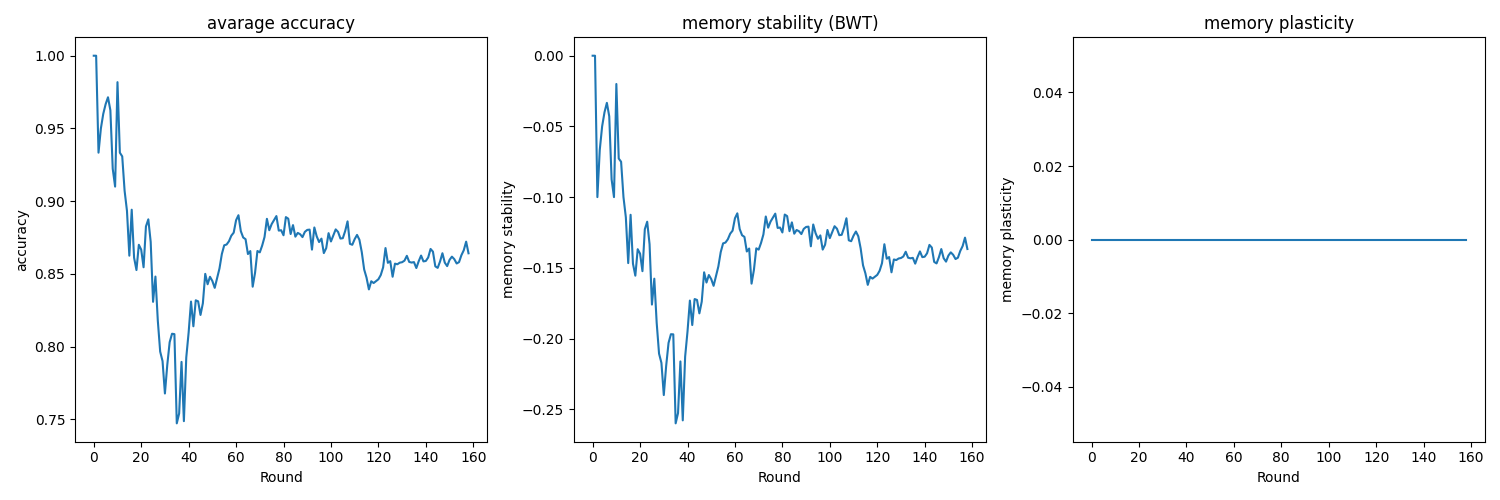 avarage accuracy
accuracy
1.00
0.95
0.90
0.85
0.80
0.75
0 20 40 60 80 100 120 140 160
Round
memory stability (BWT)
memory stability
0.00
−0.05
−0.10
−0.15
−0.20
−0.25
0 20 40 60 80 100 120 140 160
Round
memory plasticity
memory plasticity
0.04
0.02
0.00
−0.02
−0.04
0 20 40 60 80 100 120 140 160
Round